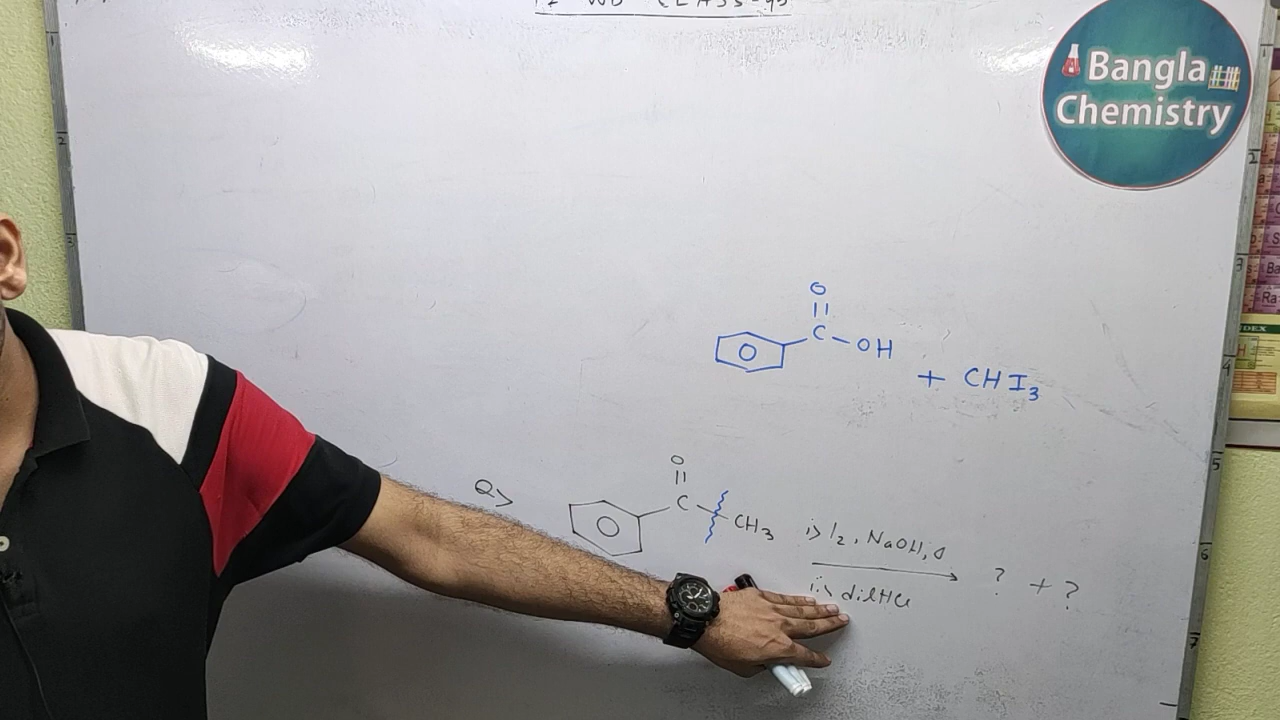 Bangla
Chemistry
O
||
C - OH
+ CHI3
Q>
O
||
C - CH3
i> I2, NaOH, Δ
ii> dil HCl
? + ?